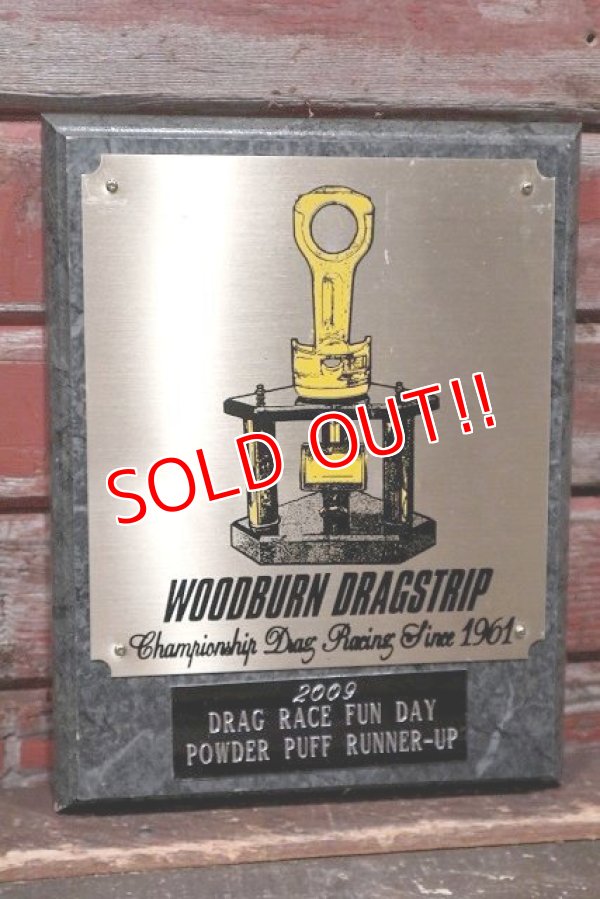 SOLD OUT!!
WOODBURN DRAGSTRIP
Championship Drag Racing Since 1961
2009
DRAG RACE FUN DAY
POWDER PUFF RUNNER-UP